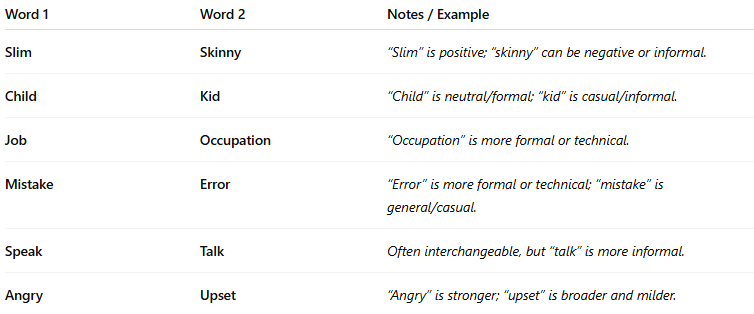 Word 1 Word 2 Notes / Example
Slim Skinny “Slim” is positive; “skinny” can be negative or informal.
Child Kid “Child” is neutral/formal; “kid” is casual/informal.
Job Occupation “Occupation” is more formal or technical.
Mistake Error “Error” is more formal or technical; “mistake” is
general/casual.
Speak Talk Often interchangeable, but “talk” is more informal.
Angry Upset “Angry” is stronger; “upset” is broader and milder.